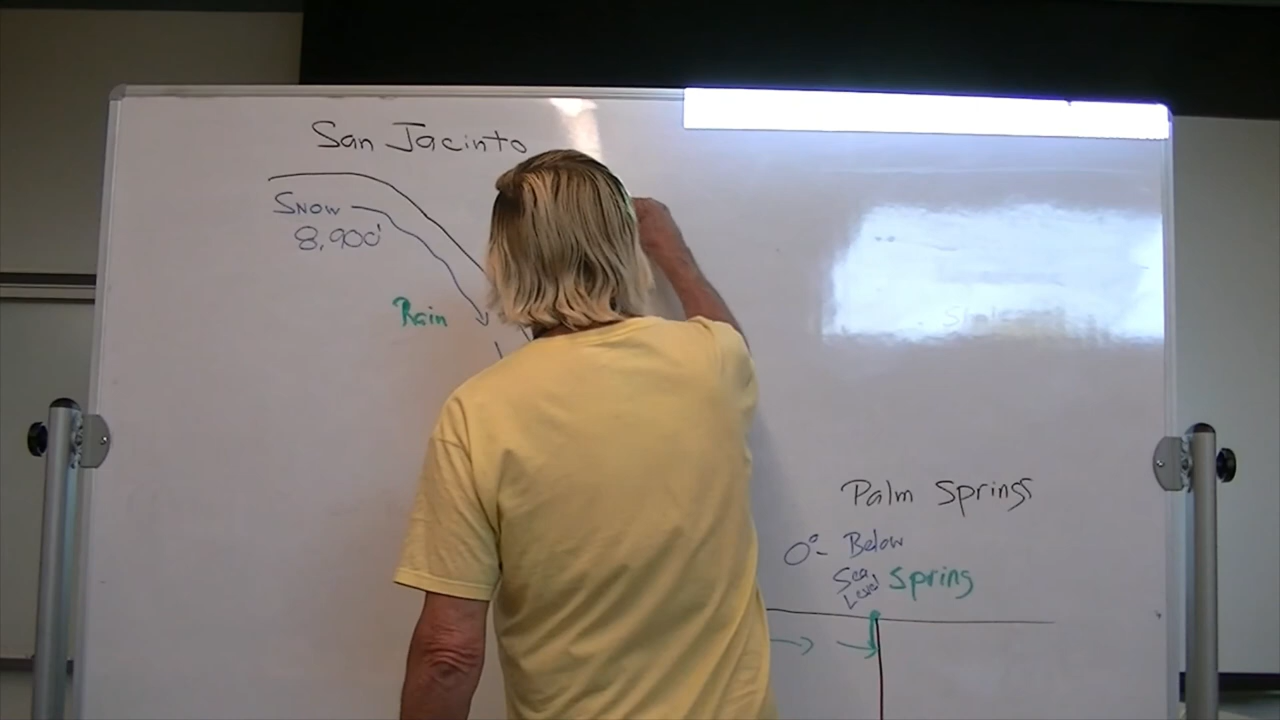 San Jacinto
Snow
8,900'
Rain
Palm Springs
0°- Below
Sea
Level
Spring